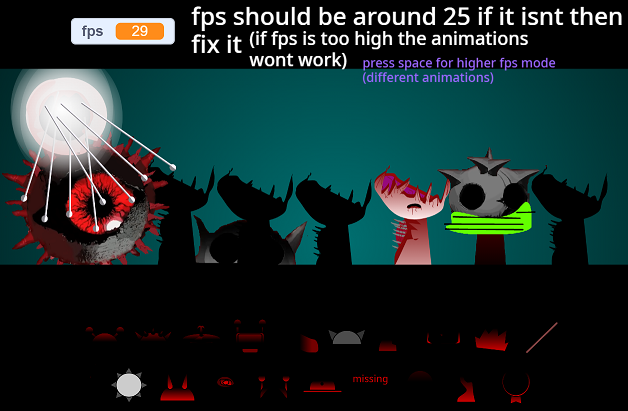 fps 29
fps should be around 25 if it isnt then
fix it (if fps is too high the animations
wont work)
press space for higher fps mode
(different animations)
missing